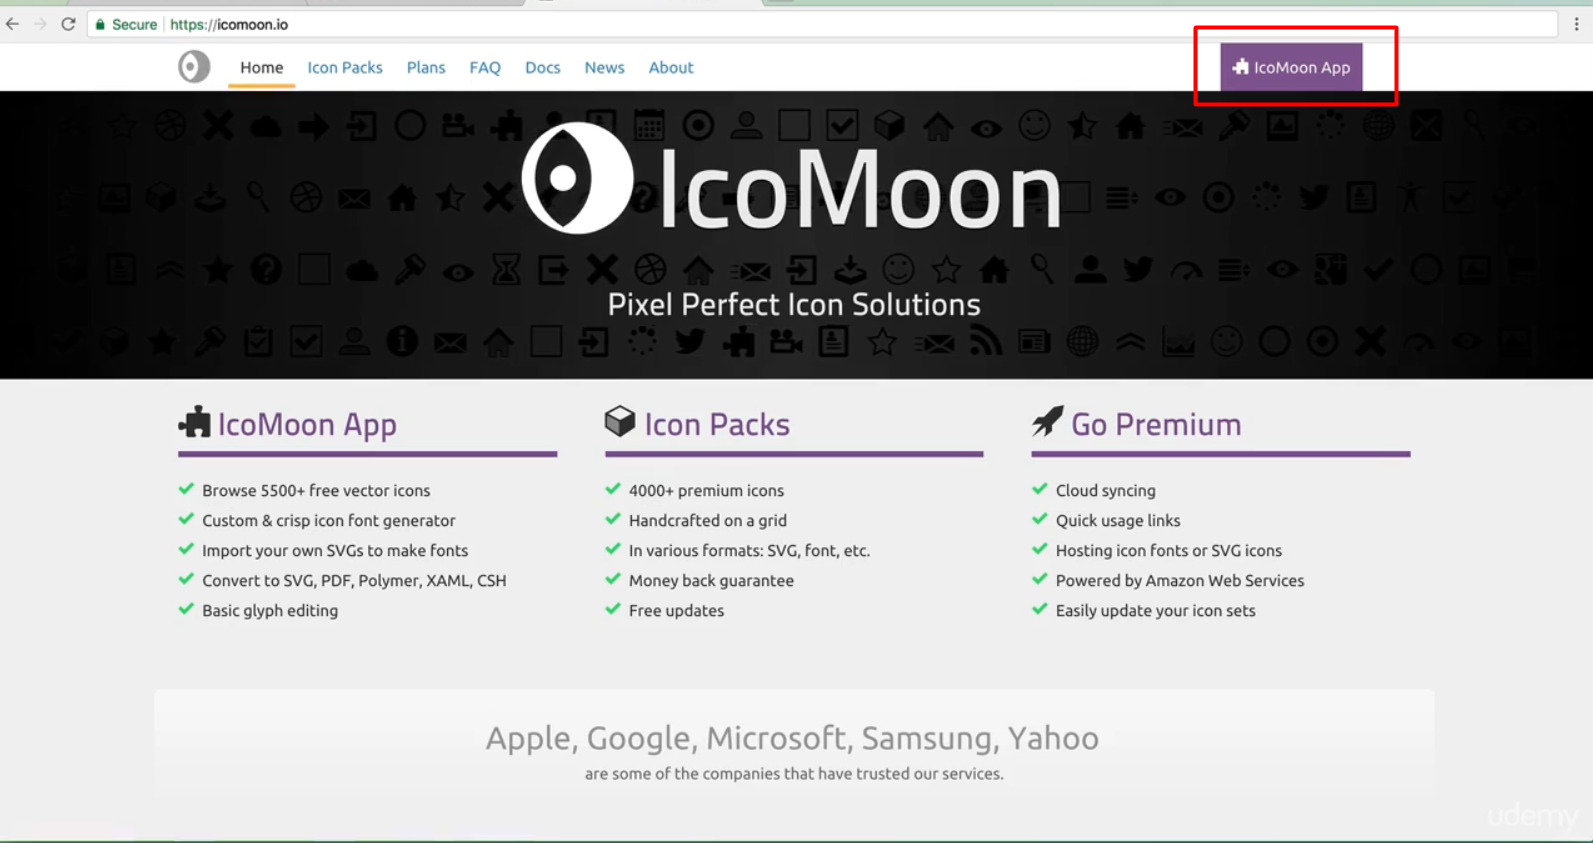 Secure https://icomoon.io
Home Icon Packs Plans FAQ Docs News About IcoMoon App
IcoMoon
Pixel Perfect Icon Solutions
IcoMoon App
Browse 5500+ free vector icons
Custom & crisp icon font generator
Import your own SVGs to make fonts
Convert to SVG, PDF, Polymer, XAML, CSH
Basic glyph editing
Icon Packs
4000+ premium icons
Handcrafted on a grid
In various formats: SVG, font, etc.
Money back guarantee
Free updates
Go Premium
Cloud syncing
Quick usage links
Hosting icon fonts or SVG icons
Powered by Amazon Web Services
Easily update your icon sets
Apple, Google, Microsoft, Samsung, Yahoo
are some of the companies that have trusted our services.
udemy